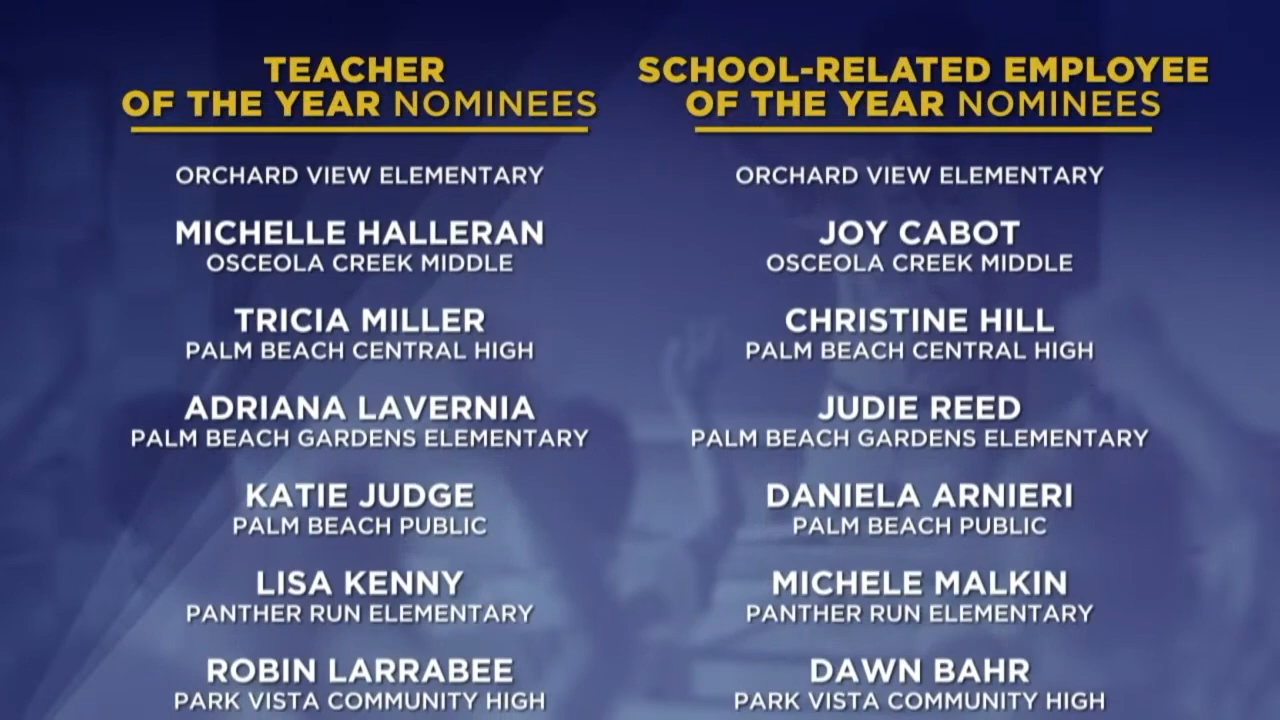 TEACHER
OF THE YEAR NOMINEES
ORCHARD VIEW ELEMENTARY
MICHELLE HALLERAN
OSCEOLA CREEK MIDDLE
TRICIA MILLER
PALM BEACH CENTRAL HIGH
ADRIANA LAVERNIA
PALM BEACH GARDENS ELEMENTARY
KATIE JUDGE
PALM BEACH PUBLIC
LISA KENNY
PANTHER RUN ELEMENTARY
ROBIN LARRABEE
PARK VISTA COMMUNITY HIGH
SCHOOL-RELATED EMPLOYEE
OF THE YEAR NOMINEES
ORCHARD VIEW ELEMENTARY
JOY CABOT
OSCEOLA CREEK MIDDLE
CHRISTINE HILL
PALM BEACH CENTRAL HIGH
JUDIE REED
PALM BEACH GARDENS ELEMENTARY
DANIELA ARNIERI
PALM BEACH PUBLIC
MICHELE MALKIN
PANTHER RUN ELEMENTARY
DAWN BAHR
PARK VISTA COMMUNITY HIGH